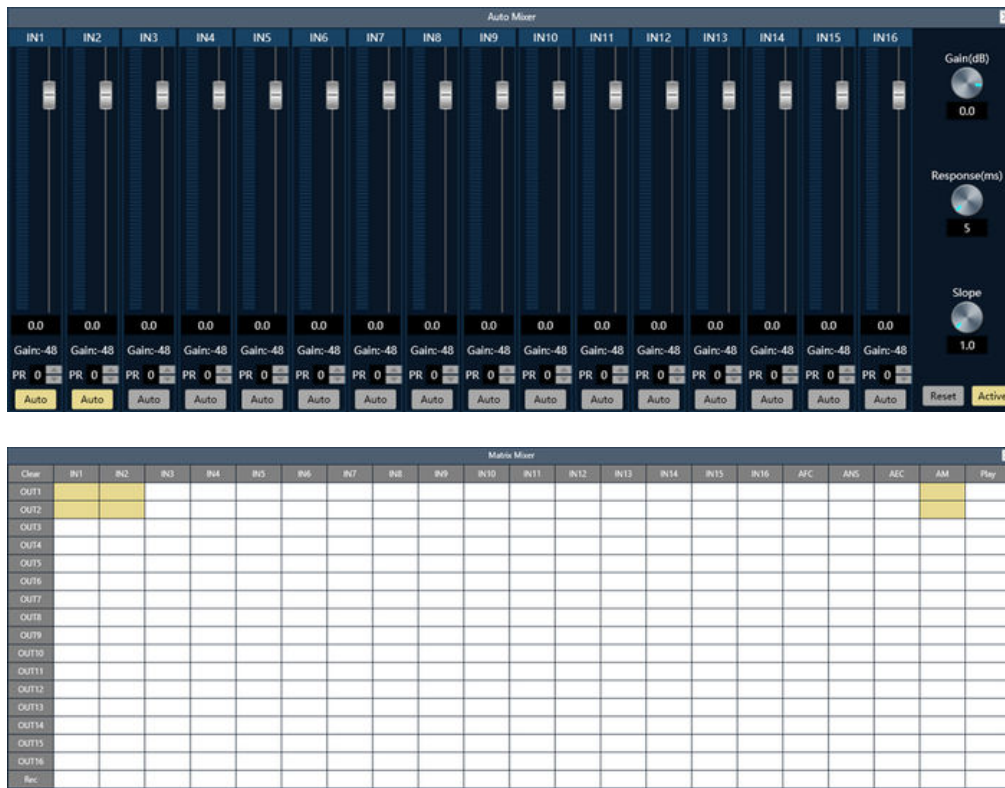 Auto Mixer
IN1 IN2 IN3 IN4 IN5 IN6 IN7 IN8 IN9 IN10 IN11 IN12 IN13 IN14 IN15 IN16
Gain(dB)
0.0
Response(ms)
5
Slope
1.0
0.0 0.0 0.0 0.0 0.0 0.0 0.0 0.0 0.0 0.0 0.0 0.0 0.0 0.0 0.0 0.0
Gain:-48 Gain:-48 Gain:-48 Gain:-48 Gain:-48 Gain:-48 Gain:-48 Gain:-48 Gain:-48 Gain:-48 Gain:-48 Gain:-48 Gain:-48 Gain:-48 Gain:-48 Gain:-48
PR 0 PR 0 PR 0 PR 0 PR 0 PR 0 PR 0 PR 0 PR 0 PR 0 PR 0 PR 0 PR 0 PR 0 PR 0 PR 0
Auto Auto Auto Auto Auto Auto Auto Auto Auto Auto Auto Auto Auto Auto Auto Auto Reset Active
Matrix Mixer
Clear IN1 IN2 IN3 IN4 IN5 IN6 IN7 IN8 IN9 IN10 IN11 IN12 IN13 IN14 IN15 IN16 AFC ANS AEC AM Play
OUT1
OUT2
OUT3
OUT4
OUT5
OUT6
OUT7
OUT8
OUT9
OUT10
OUT11
OUT12
OUT13
OUT14
OUT15
OUT16
Rec